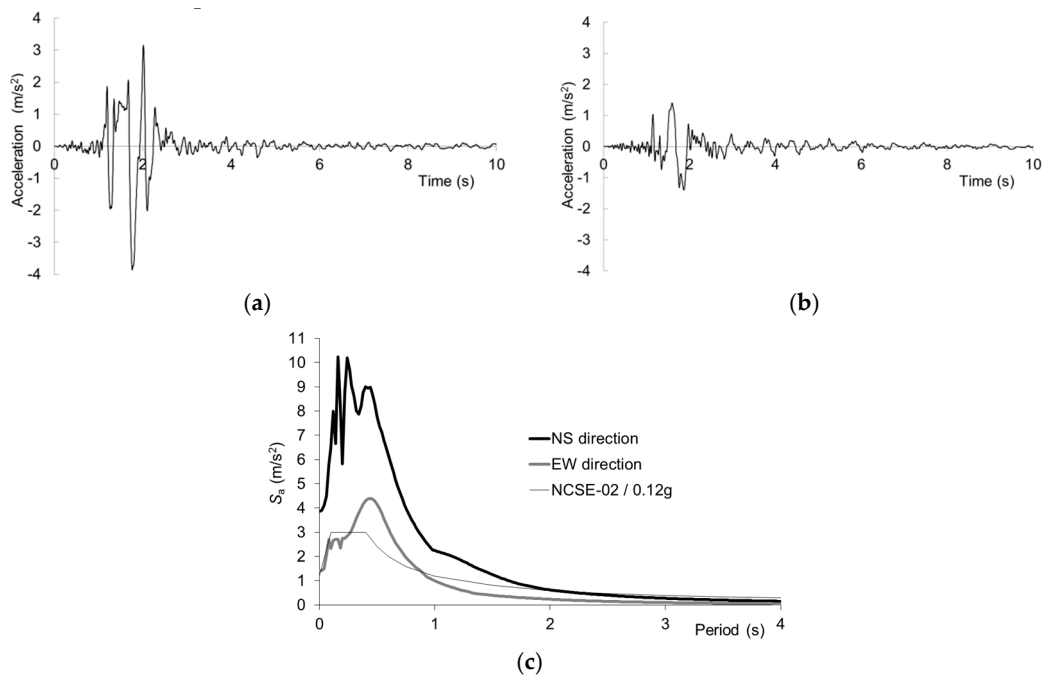 4
3
2
1
0
-1
-2
-3
-4
Acceleration (m/s²)
0 2 4 6 8 10
Time (s)
(a)
4
3
2
1
0
-1
-2
-3
-4
Acceleration (m/s²)
0 2 4 6 8 10
Time (s)
(b)
11
10
9
8
7
6
5
4
3
2
1
0
Sa (m/s²)
NS direction
EW direction
NCSE-02 / 0.12g
0 1 2 3 4
Period (s)
(c)